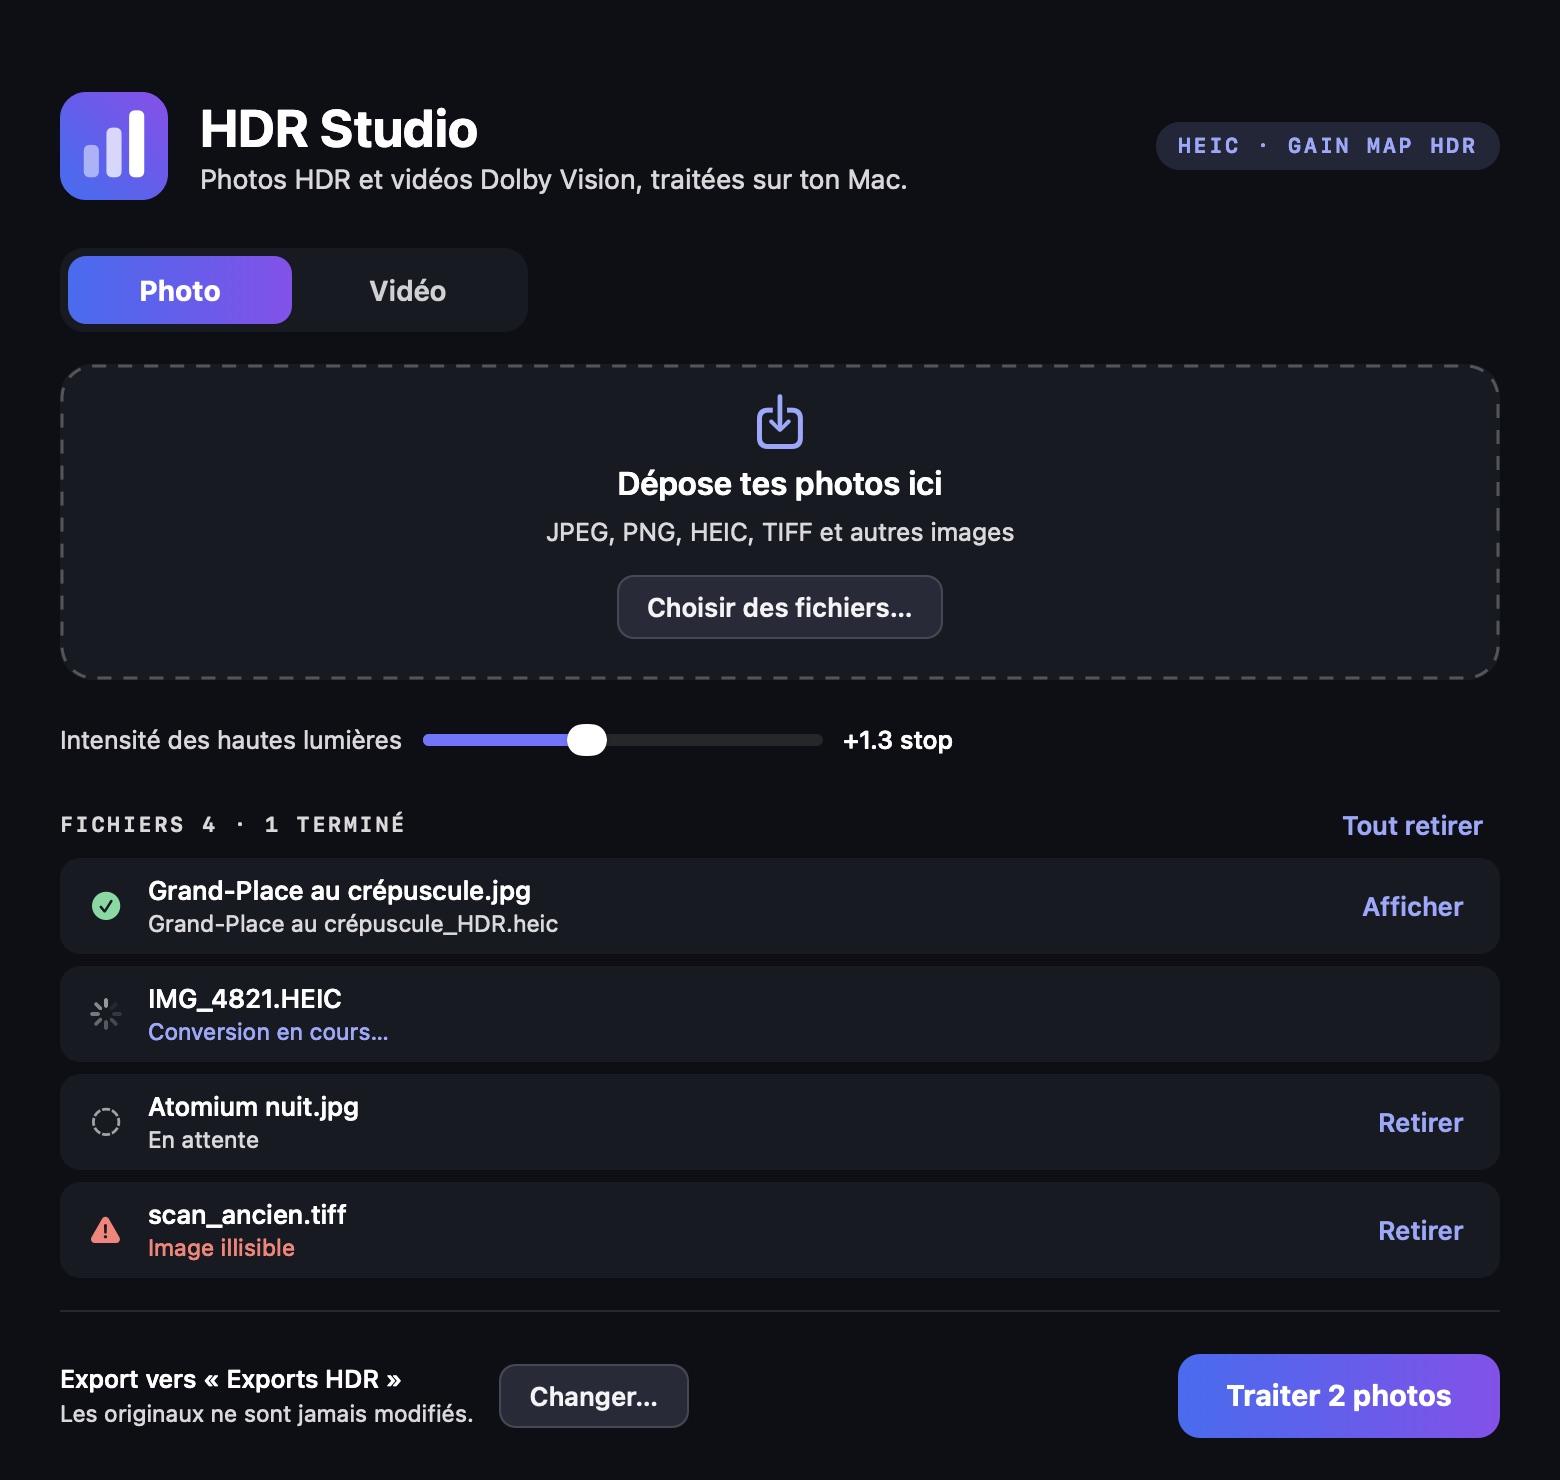 HDR Studio
Photos HDR et vidéos Dolby Vision, traitées sur ton Mac.
HEIC · GAIN MAP HDR
Photo
Vidéo
Dépose tes photos ici
JPEG, PNG, HEIC, TIFF et autres images
Choisir des fichiers...
Intensité des hautes lumières
+1.3 stop
FICHIERS 4 · 1 TERMINÉ
Tout retirer
Grand-Place au crépuscule.jpg
Grand-Place au crépuscule_HDR.heic
Afficher
IMG_4821.HEIC
Conversion en cours...
Atomium nuit.jpg
En attente
Retirer
scan_ancien.tiff
Image illisible
Retirer
Export vers « Exports HDR »
Les originaux ne sont jamais modifiés.
Changer...
Traiter 2 photos